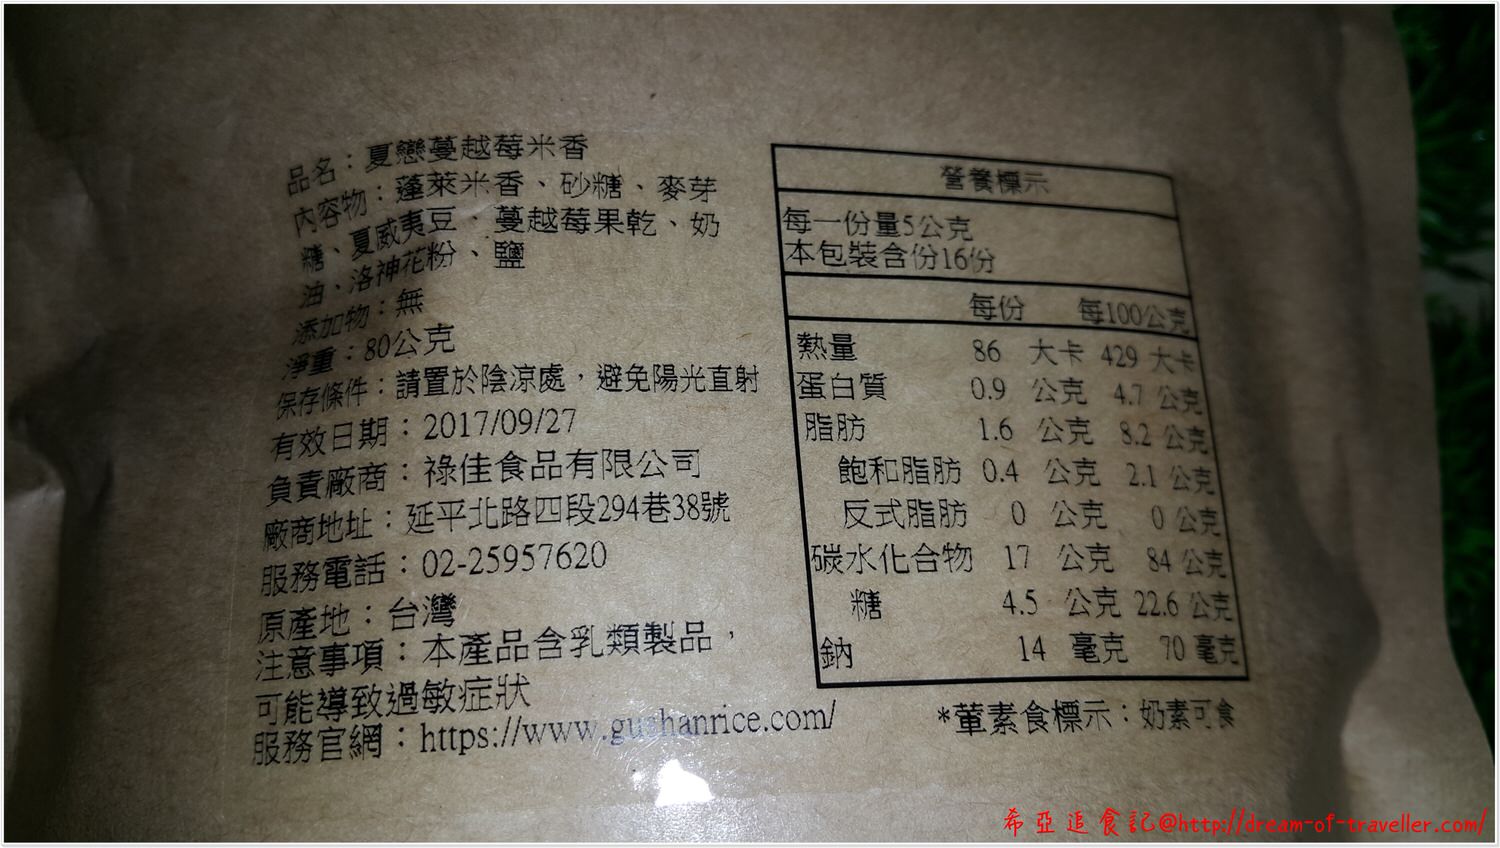 品名：夏戀蔓越莓米香
內容物：蓬萊米香、砂糖、麥芽
糖、夏威夷豆、蔓越莓果乾、奶
油、洛神花粉、鹽
添加物：無
淨重：80公克
保存條件：請置於陰涼處，避免陽光直射
有效日期：2017/09/27
負責廠商：祿佳食品有限公司
廠商地址：延平北路四段294巷38號
服務電話：02-25957620
原產地：台灣
注意事項：本產品含乳類製品，
可能導致過敏症狀
服務官網：https://www.gushanrice.com/
營養標示
每一份量5公克
本包裝含份16份
每份 每100公克
熱量 86 大卡 429 大卡
蛋白質 0.9 公克 4.7 公克
脂肪 1.6 公克 8.2 公克
飽和脂肪 0.4 公克 2.1 公克
反式脂肪 0 公克 0 公克
碳水化合物 17 公克 84 公克
糖 4.5 公克 22.6 公克
鈉 14 毫克 70 毫克
*葷素食標示：奶素可食
希亞追食記@http://dream-of-traveller.com/